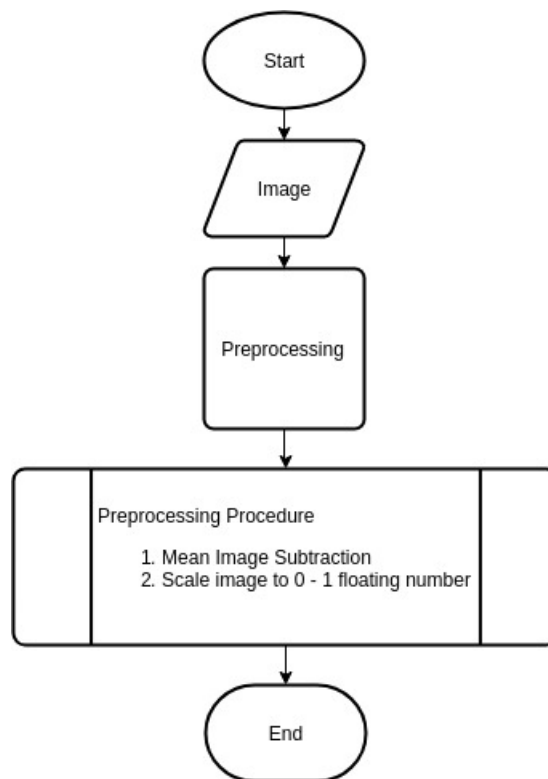 Start
Image
Preprocessing
Preprocessing Procedure
1. Mean Image Subtraction
2. Scale image to 0 - 1 floating number
End